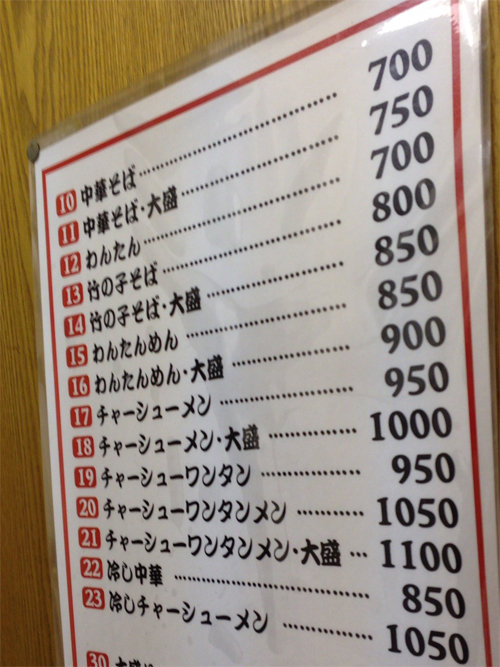 10 中華そば 700
11 中華そば・大盛 750
12 わんたん 700
13 竹の子そば 800
14 竹の子そば・大盛 850
15 わんたんめん 850
16 わんたんめん・大盛 900
17 チャーシューメン 950
18 チャーシューメン・大盛 1000
19 チャーシューワンタン 950
20 チャーシューワンタンメン 1050
21 チャーシューワンタンメン・大盛 1100
22 冷し中華 850
23 冷しチャーシューメン 1050
30